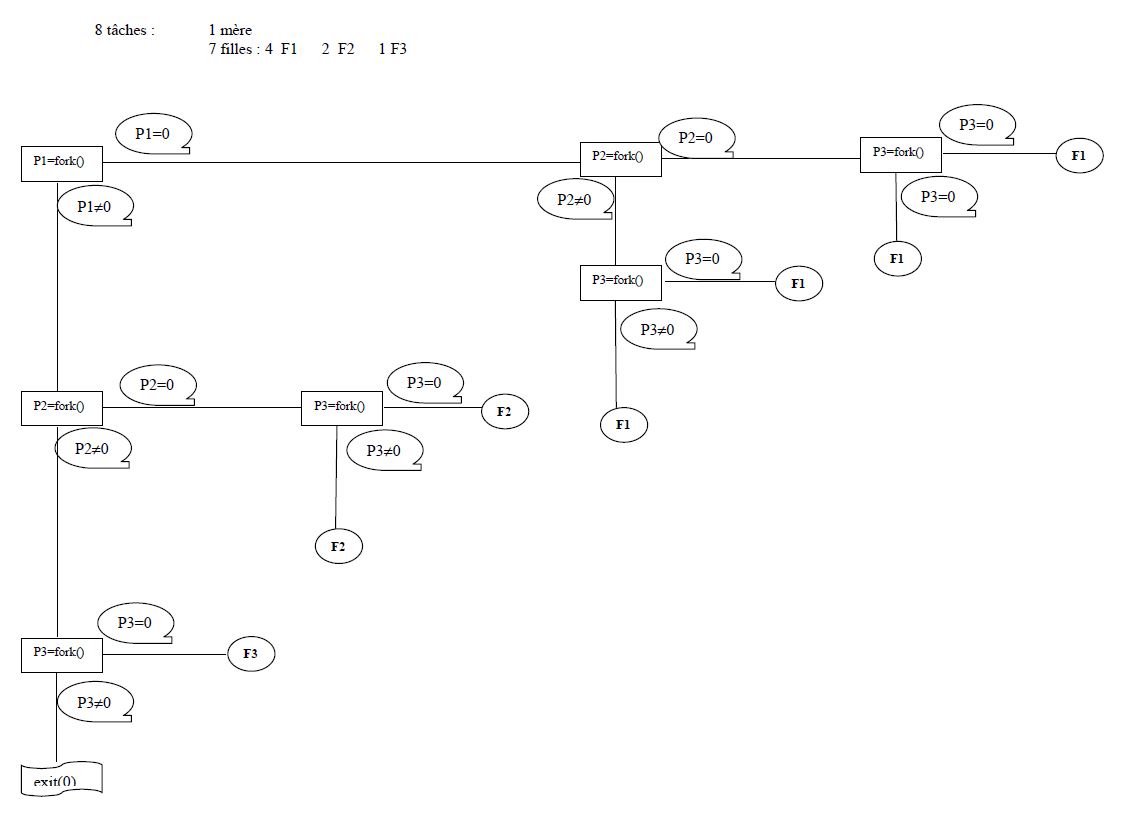 8 tâches : 1 mère
7 filles : 4 F1 2 F2 1 F3
P1=0
P2=0
P3=0
P1=fork()
P2=fork()
P3=fork()
F1
P1≠0
P2≠0
P3=0
F1
P3=0
P3=fork()
F1
P3≠0
P2=0
P3=0
P2=fork()
P3=fork()
F2
F1
P2≠0
P3≠0
F2
P3=0
P3=fork()
F3
P3≠0
exit(0)